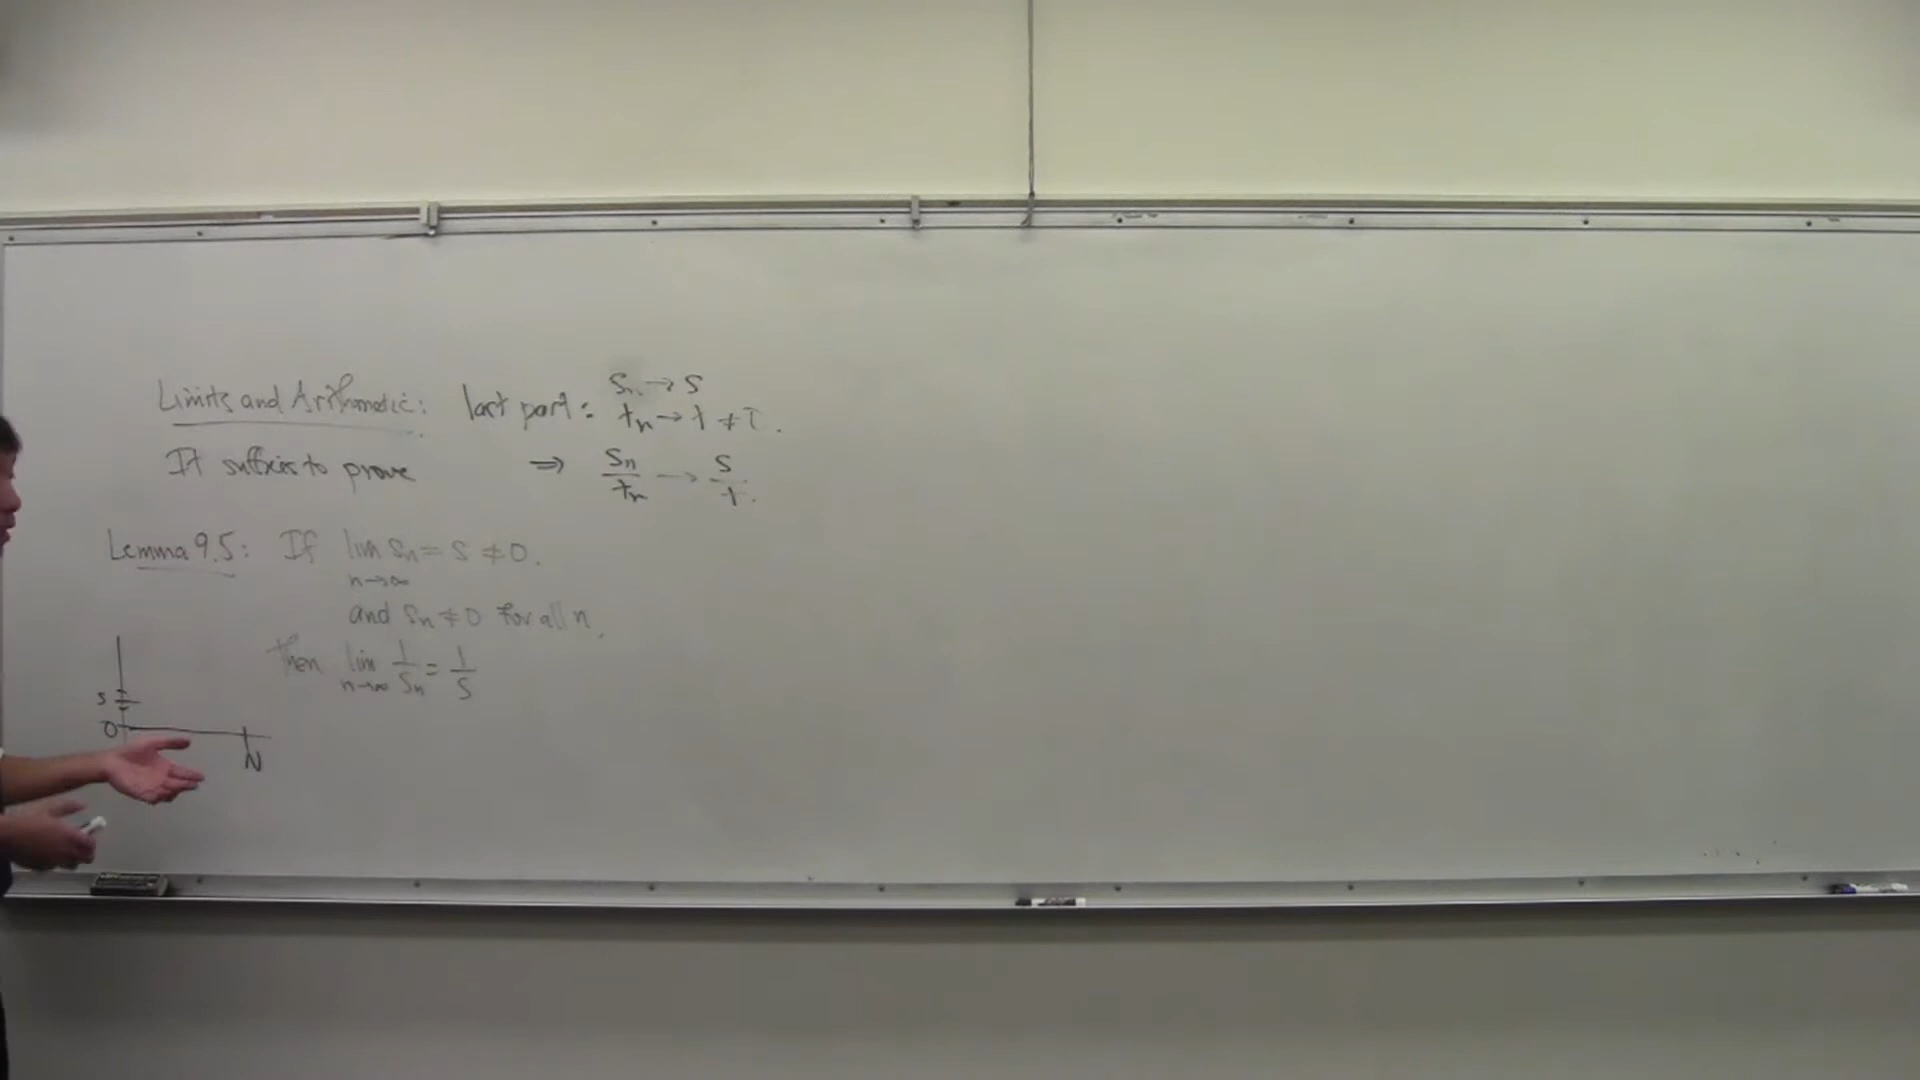 Limits and Arithmetic: last part: Sn → S
tn → t ≠
It suffices to prove ⇒ Sn/tn → S/t.
Lemma 9.5: If lim Sn = S ≠ 0.
n→∞
and Sn ≠ 0 for all n,
Then lim 1/Sn = 1/S
n→∞
S
0
N